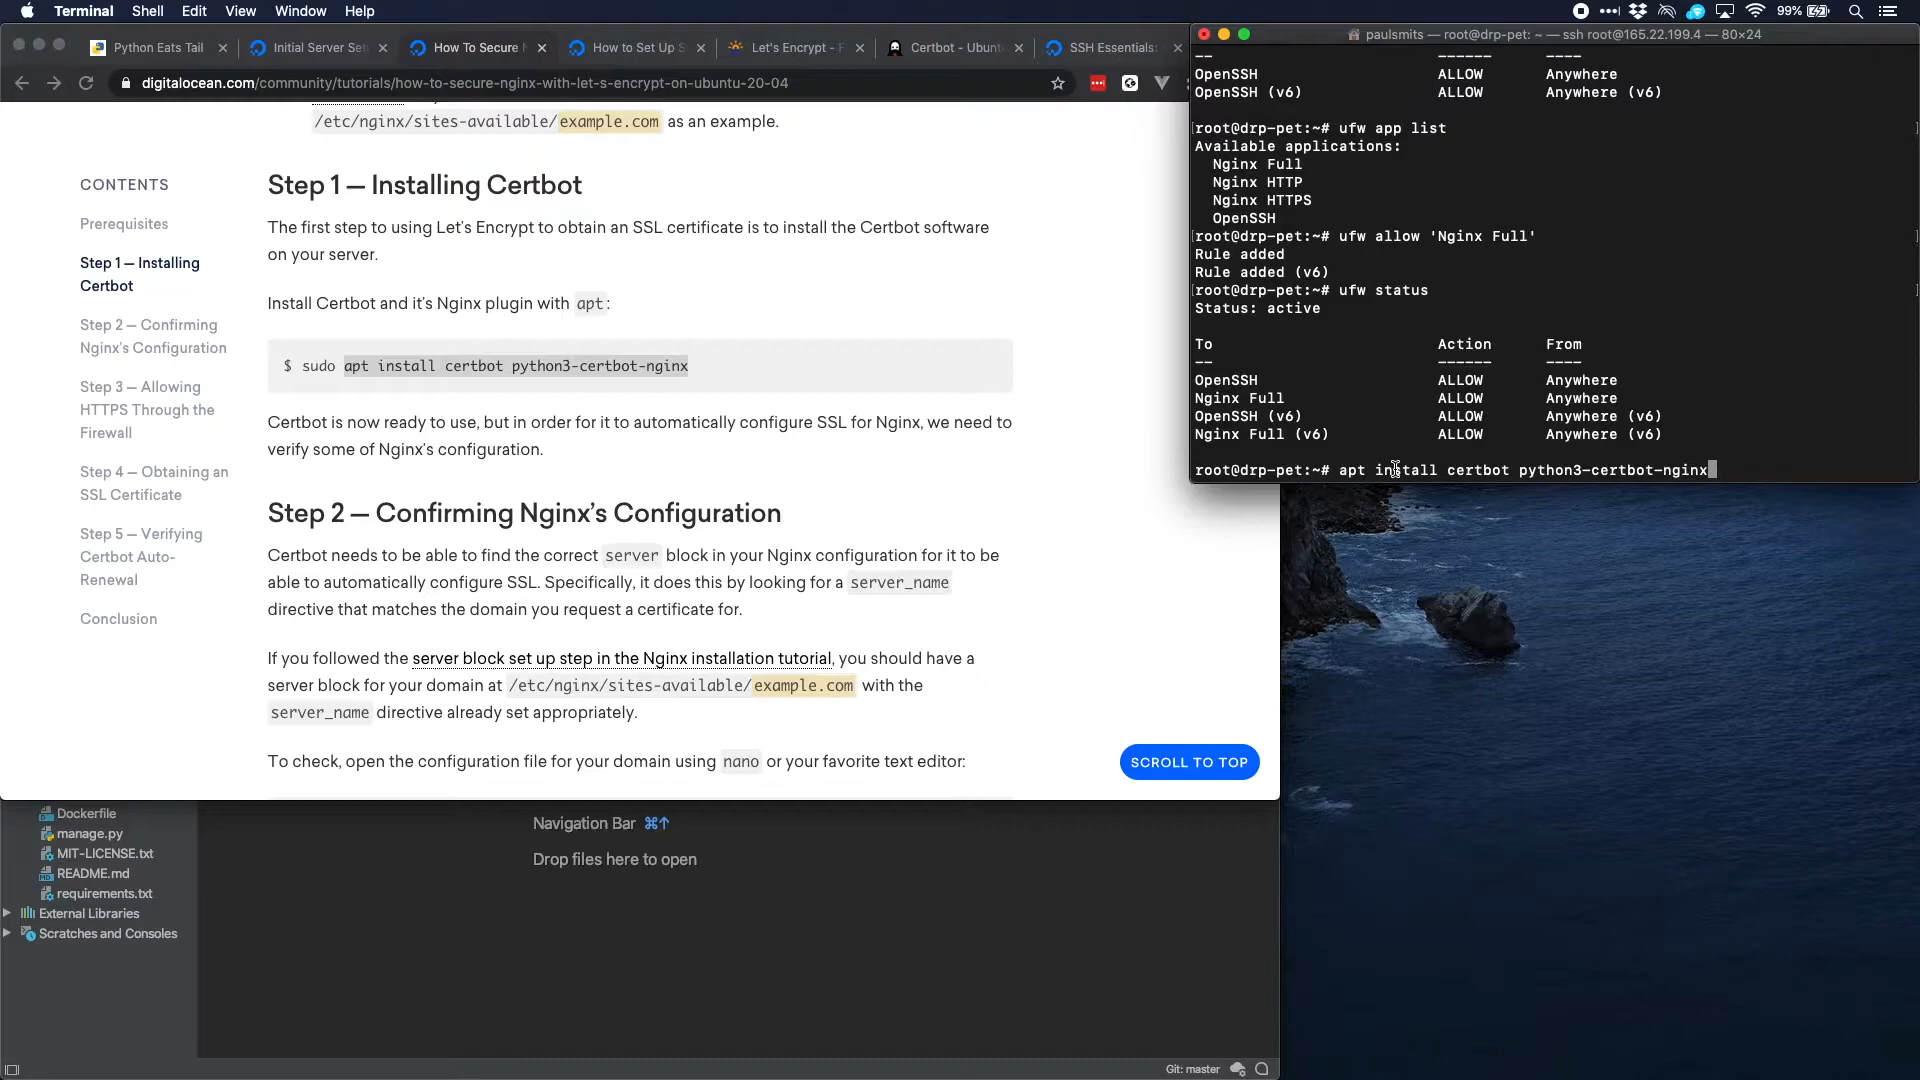 Terminal Shell Edit View Window Help
99%
Python Eats Tail
Initial Server Set
How To Secure
How to Set Up S
Let's Encrypt - F
Certbot - Ubunt
SSH Essentials:
digitalocean.com/community/tutorials/how-to-secure-nginx-with-let-s-encrypt-on-ubuntu-20-04
/etc/nginx/sites-available/example.com as an example.
CONTENTS
Prerequisites
Step 1 — Installing
Certbot
Step 2 — Confirming
Nginx's Configuration
Step 3 — Allowing
HTTPS Through the
Firewall
Step 4 — Obtaining an
SSL Certificate
Step 5 — Verifying
Certbot Auto-
Renewal
Conclusion
Step 1 — Installing Certbot
The first step to using Let's Encrypt to obtain an SSL certificate is to install the Certbot software
on your server.
Install Certbot and it's Nginx plugin with apt:
$ sudo apt install certbot python3-certbot-nginx
Certbot is now ready to use, but in order for it to automatically configure SSL for Nginx, we need to
verify some of Nginx's configuration.
Step 2 — Confirming Nginx's Configuration
Certbot needs to be able to find the correct server block in your Nginx configuration for it to be
able to automatically configure SSL. Specifically, it does this by looking for a server_name
directive that matches the domain you request a certificate for.
If you followed the server block set up step in the Nginx installation tutorial, you should have a
server block for your domain at /etc/nginx/sites-available/example.com with the
server_name directive already set appropriately.
To check, open the configuration file for your domain using nano or your favorite text editor:
SCROLL TO TOP
paulsmits — root@drp-pet: ~ — ssh root@165.22.199.4 — 80×24
-- ------ ----
OpenSSH ALLOW Anywhere
OpenSSH (v6) ALLOW Anywhere (v6)
[root@drp-pet:~# ufw app list ]
Available applications:
Nginx Full
Nginx HTTP
Nginx HTTPS
OpenSSH
[root@drp-pet:~# ufw allow 'Nginx Full' ]
Rule added
Rule added (v6)
[root@drp-pet:~# ufw status ]
Status: active
To Action From
-- ------ ----
OpenSSH ALLOW Anywhere
Nginx Full ALLOW Anywhere
OpenSSH (v6) ALLOW Anywhere (v6)
Nginx Full (v6) ALLOW Anywhere (v6)
root@drp-pet:~# apt install certbot python3-certbot-nginx
Dockerfile
manage.py
MIT-LICENSE.txt
README.md
requirements.txt
External Libraries
Scratches and Consoles
Navigation Bar ⌘↑
Drop files here to open
Git: master